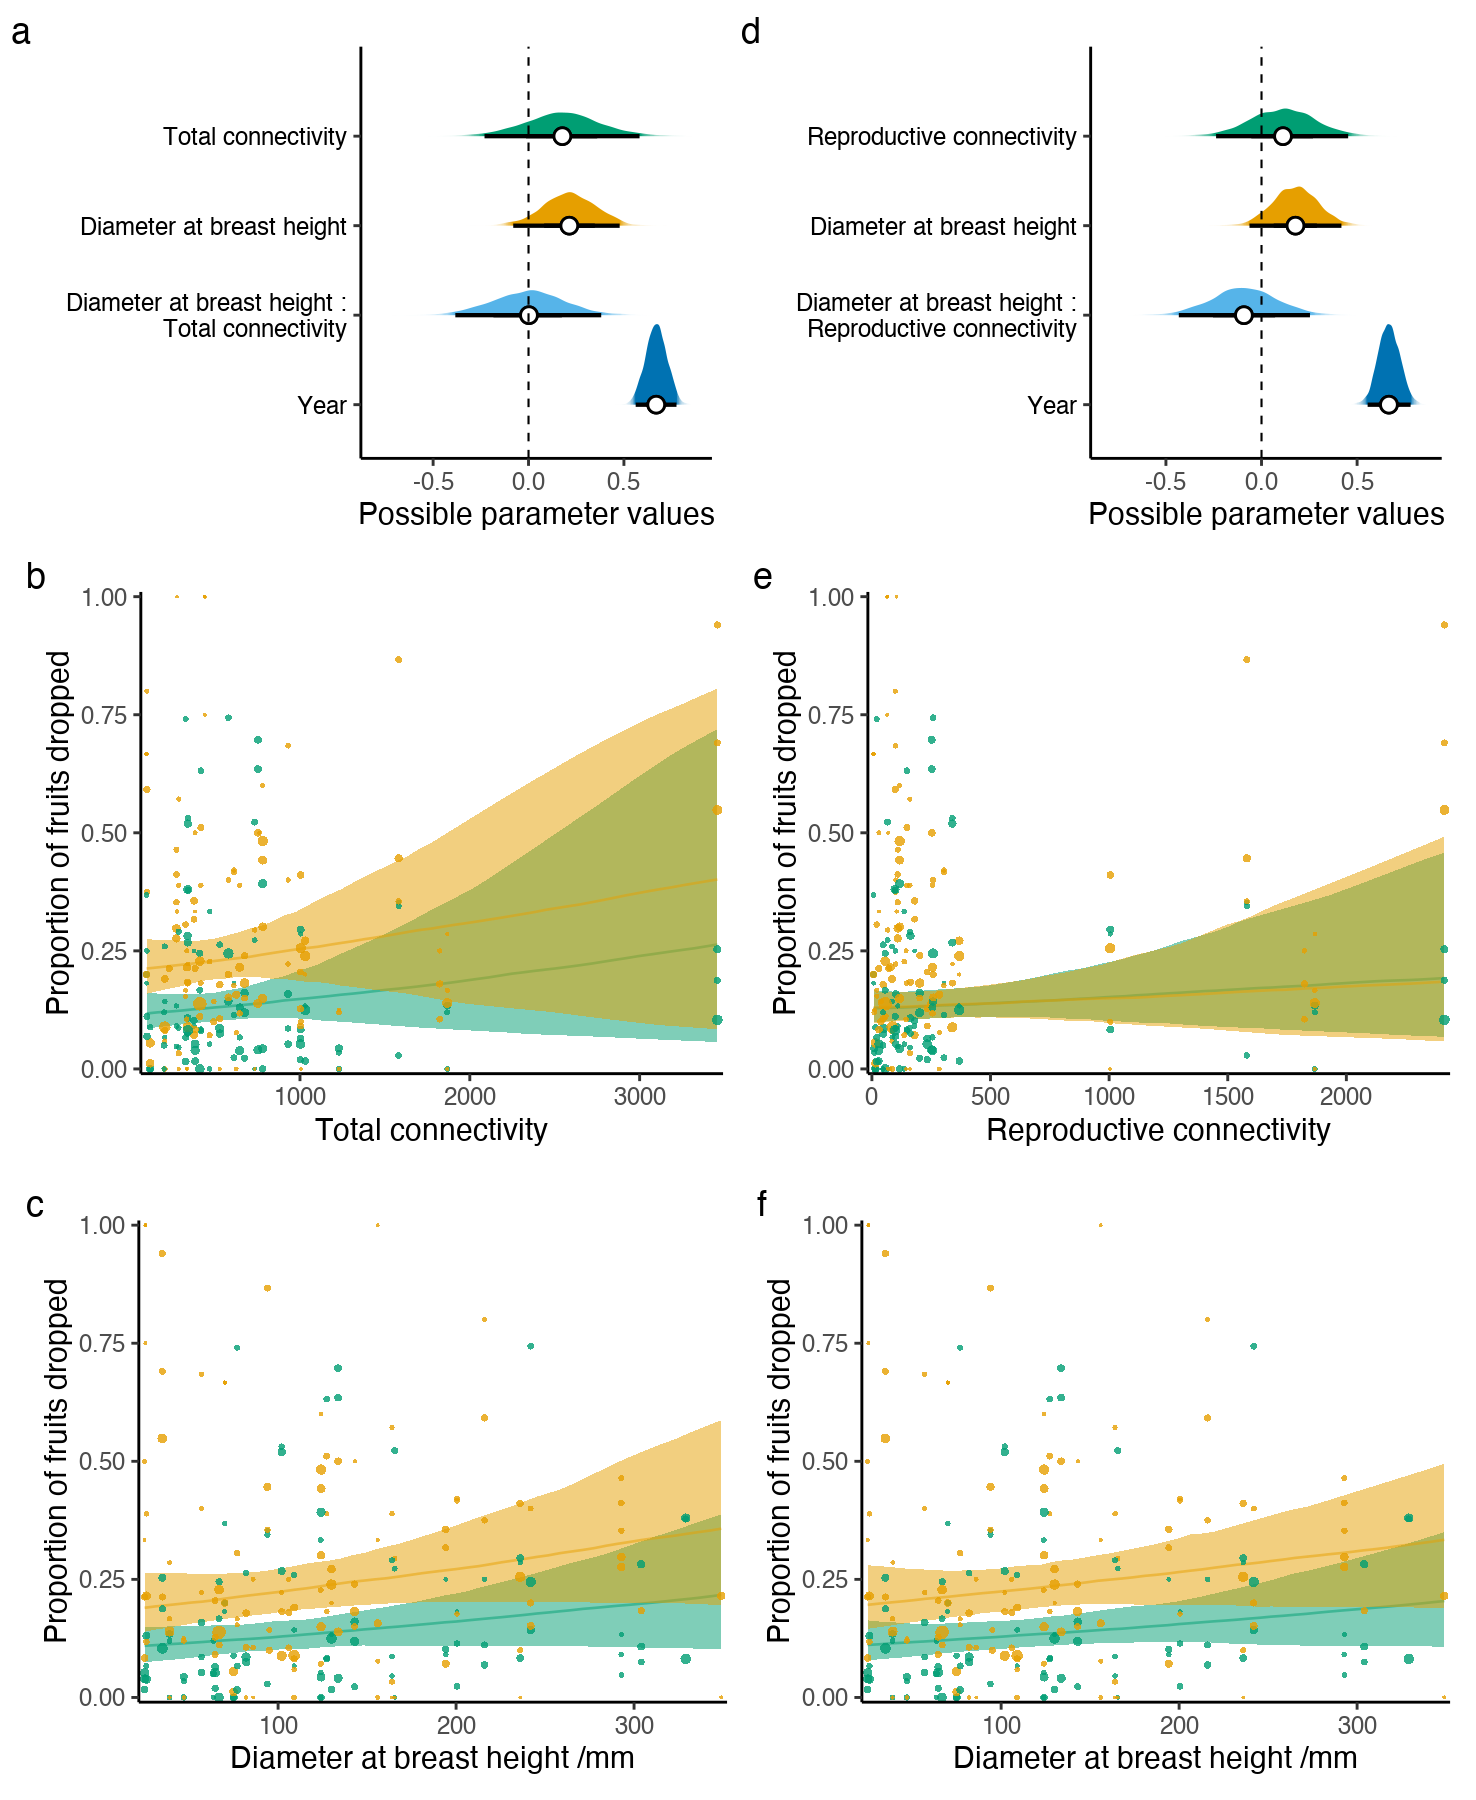 a
Total connectivity
Diameter at breast height
Diameter at breast height :
Total connectivity
Year
-0.5 0.0 0.5
Possible parameter values
d
Reproductive connectivity
Diameter at breast height
Diameter at breast height :
Reproductive connectivity
Year
-0.5 0.0 0.5
Possible parameter values
b
Proportion of fruits dropped
1.00
0.75
0.50
0.25
0.00
1000 2000 3000
Total connectivity
e
Proportion of fruits dropped
1.00
0.75
0.50
0.25
0.00
0 500 1000 1500 2000
Reproductive connectivity
c
Proportion of fruits dropped
1.00
0.75
0.50
0.25
0.00
100 200 300
Diameter at breast height /mm
f
Proportion of fruits dropped
1.00
0.75
0.50
0.25
0.00
100 200 300
Diameter at breast height /mm